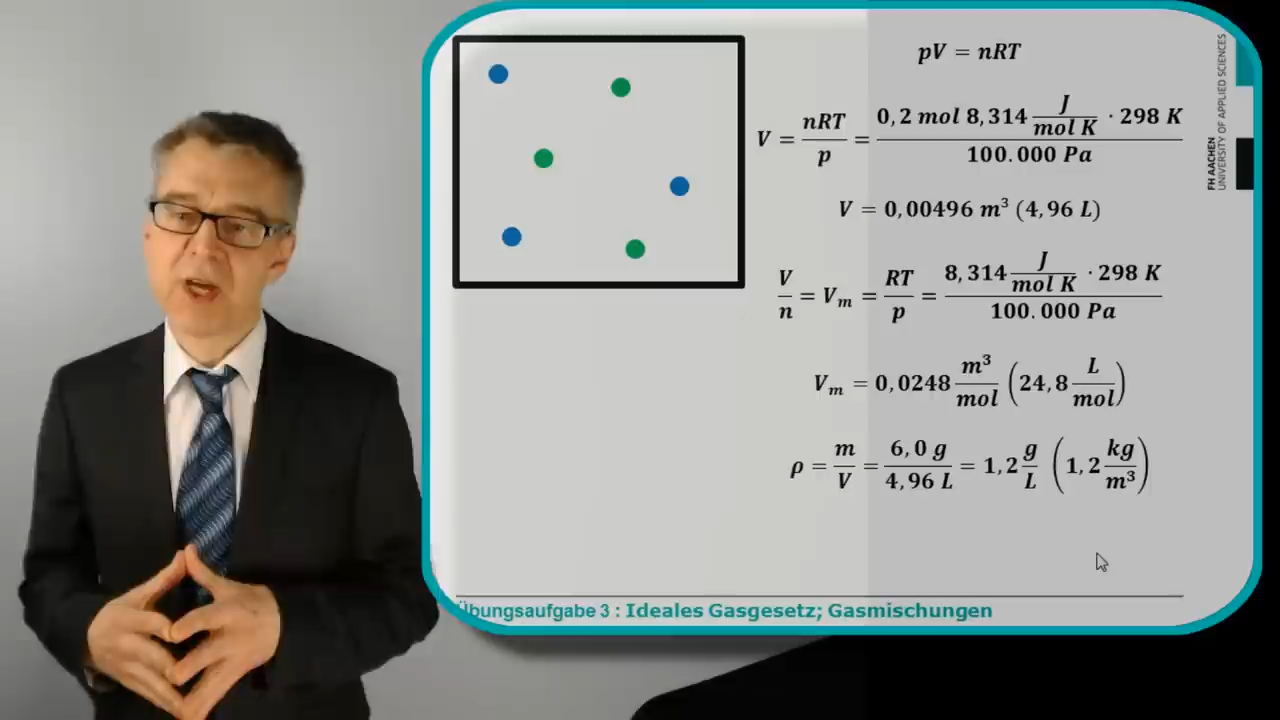 pV = nRT
V = nRT/p = 0,2 mol 8,314 J/mol K · 298 K / 100.000 Pa
V = 0,00496 m³ (4,96 L)
V/n = Vₘ = RT/p = 8,314 J/mol K · 298 K / 100.000 Pa
Vₘ = 0,0248 m³/mol (24,8 L/mol)
ρ = m/V = 6,0 g/4,96 L = 1,2 g/L (1,2 kg/m³)
FH AACHEN
UNIVERSITY OF APPLIED SCIENCES
Übungsaufgabe 3 : Ideales Gasgesetz; Gasmischungen